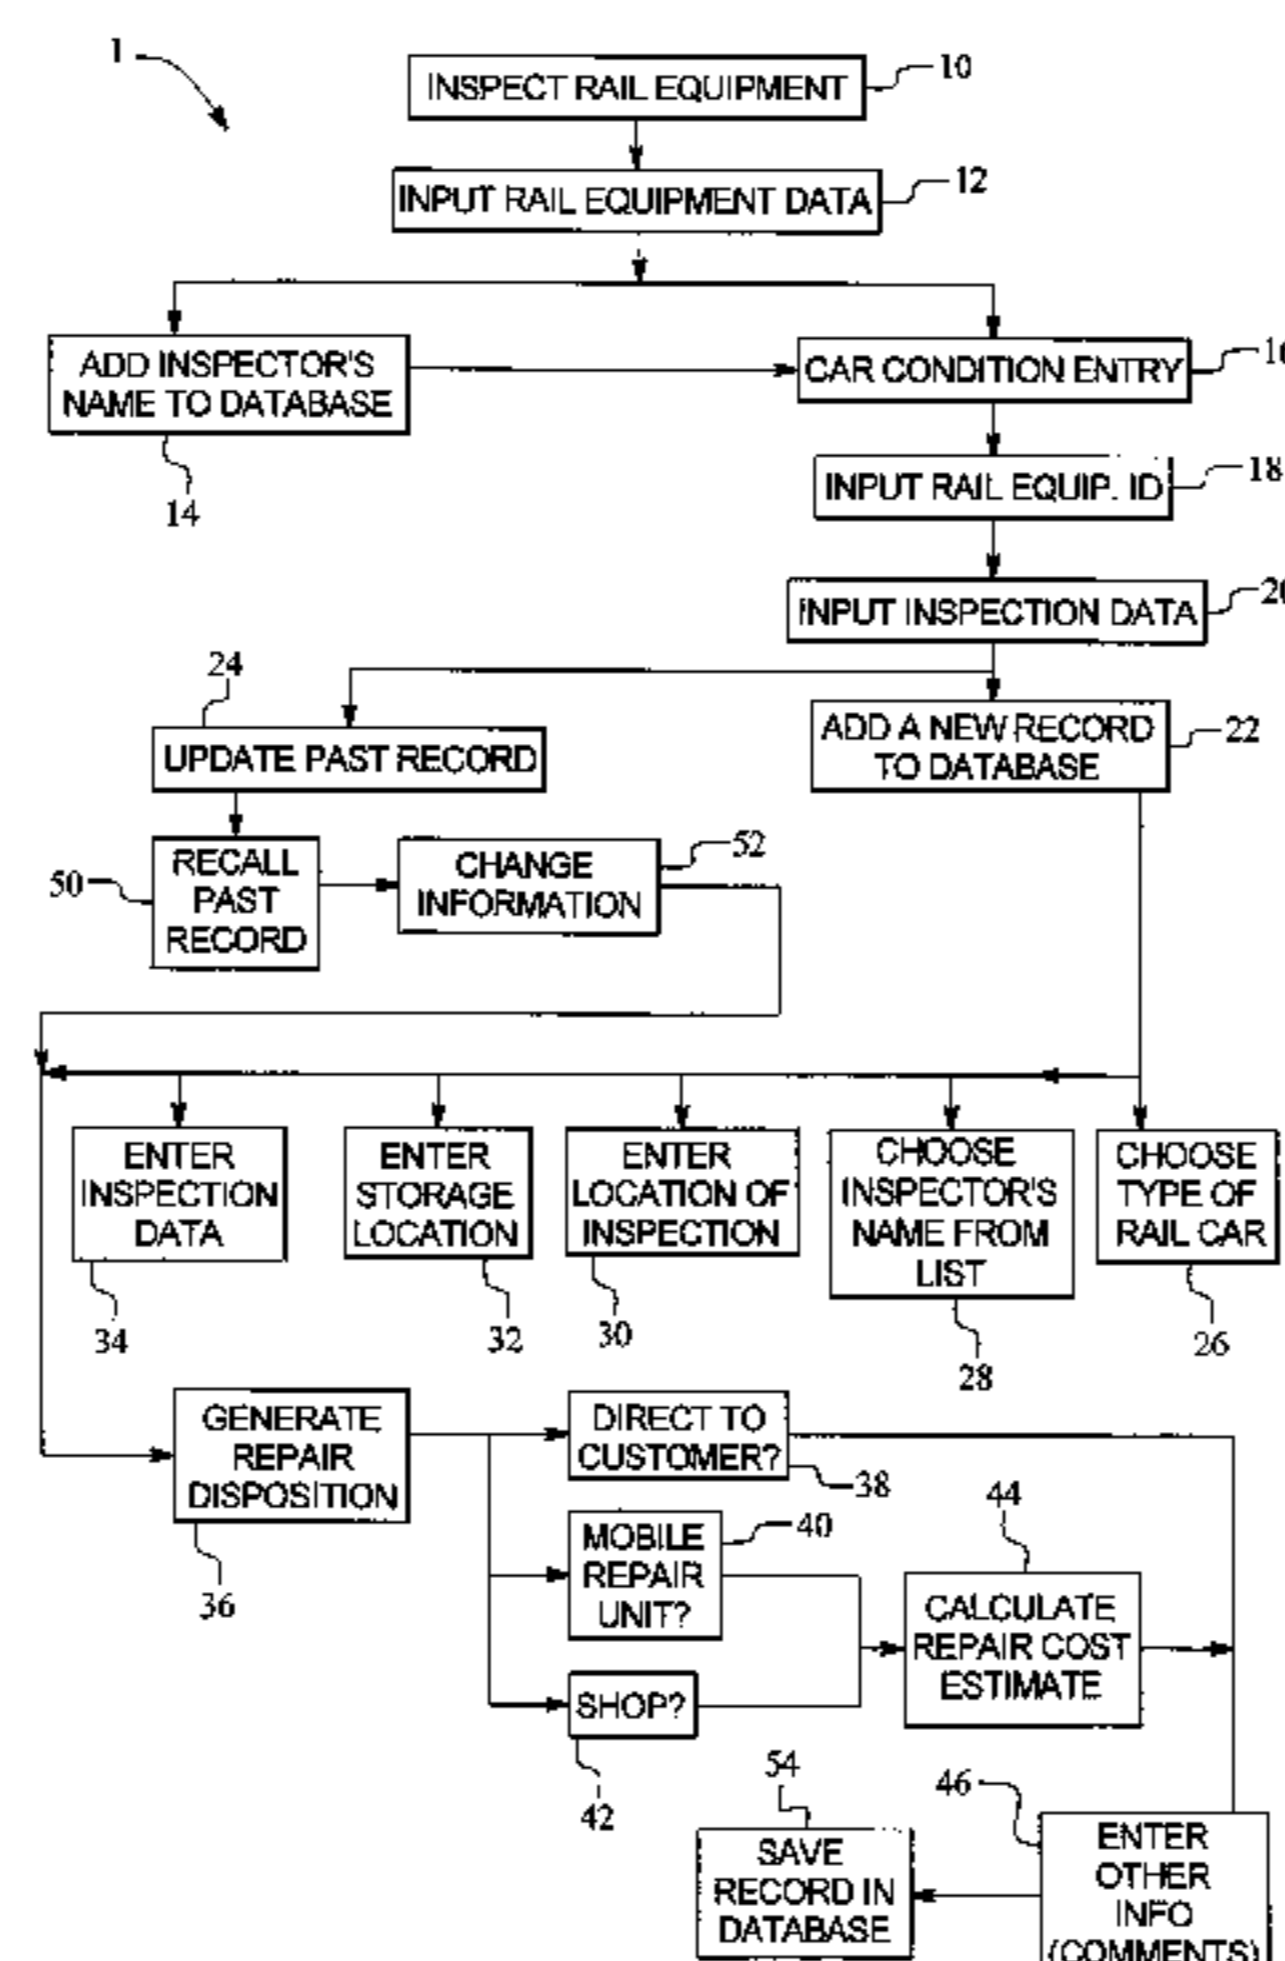 1
INSPECT RAIL EQUIPMENT
10
INPUT RAIL EQUIPMENT DATA
12
ADD INSPECTOR'S
NAME TO DATABASE
14
CAR CONDITION ENTRY
INPUT RAIL EQUIP. ID
18
INPUT INSPECTION DATA
24
UPDATE PAST RECORD
ADD A NEW RECORD
TO DATABASE
22
50
RECALL
PAST
RECORD
CHANGE
INFORMATION
52
ENTER
INSPECTION
DATA
34
ENTER
STORAGE
LOCATION
32
ENTER
LOCATION OF
INSPECTION
30
CHOOSE
INSPECTOR'S
NAME FROM
LIST
28
CHOOSE
TYPE OF
RAIL CAR
26
GENERATE
REPAIR
DISPOSITION
36
DIRECT TO
CUSTOMER?
38
MOBILE
REPAIR
UNIT?
40
SHOP?
42
44
CALCULATE
REPAIR COST
ESTIMATE
54
SAVE
RECORD IN
DATABASE
46
ENTER
OTHER
INFO
(COMMENTS)